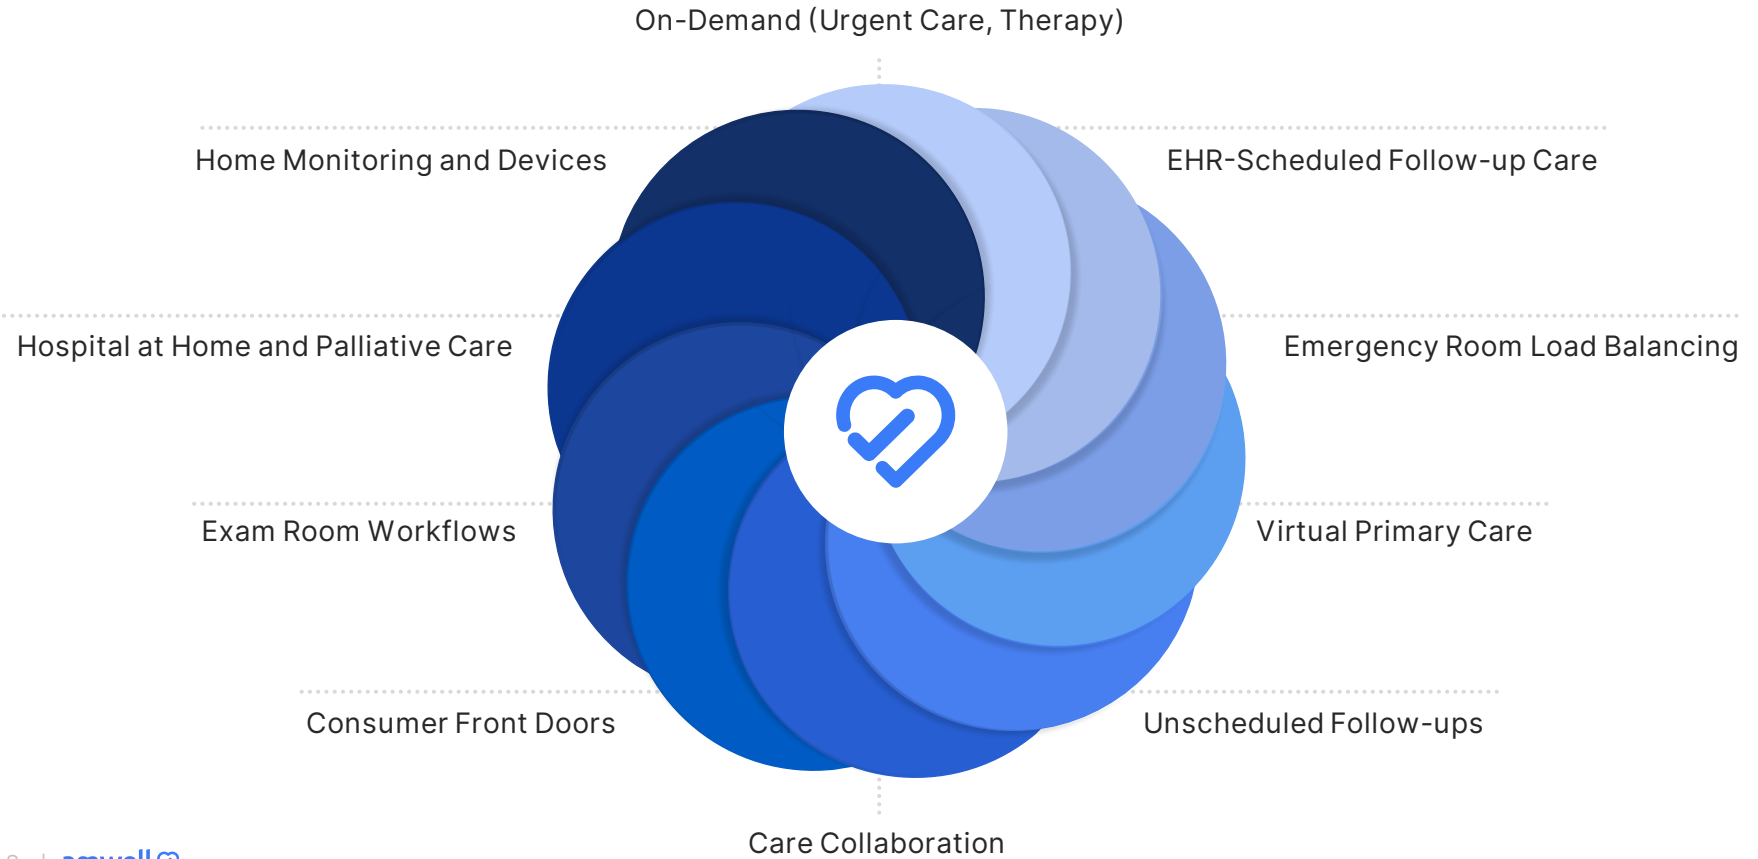 On-Demand (Urgent Care, Therapy)
Home Monitoring and Devices
EHR-Scheduled Follow-up Care
Hospital at Home and Palliative Care
Emergency Room Load Balancing
Exam Room Workflows
Virtual Primary Care
Consumer Front Doors
Unscheduled Follow-ups
Care Collaboration
amwell